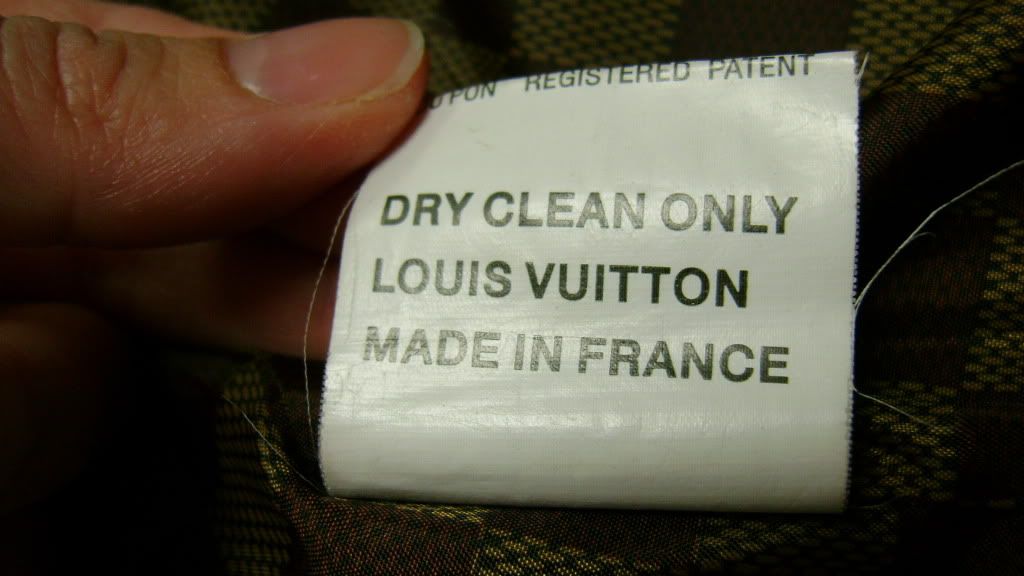 REGISTERED PATENT
DRY CLEAN ONLY
LOUIS VUITTON
MADE IN FRANCE